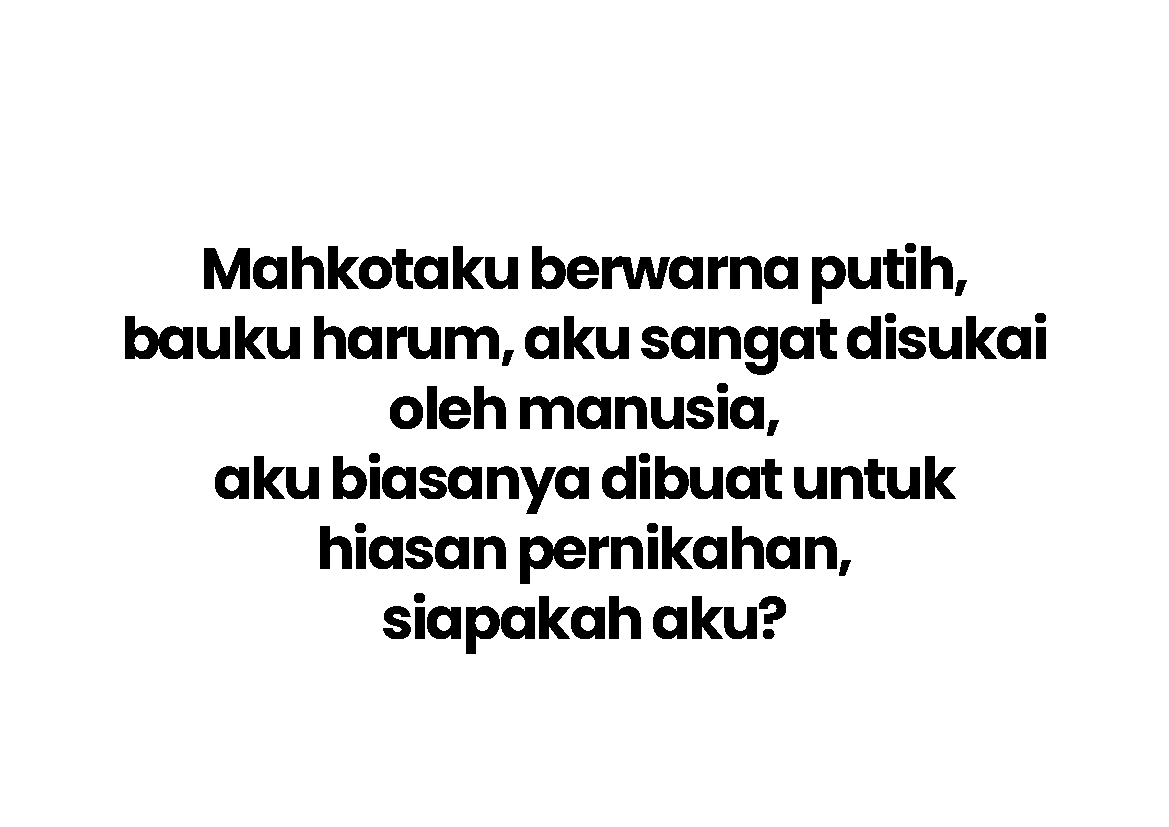 Mahkotaku berwarna putih,
bauku harum, aku sangat disukai
oleh manusia,
aku biasanya dibuat untuk
hiasan pernikahan,
siapakah aku?